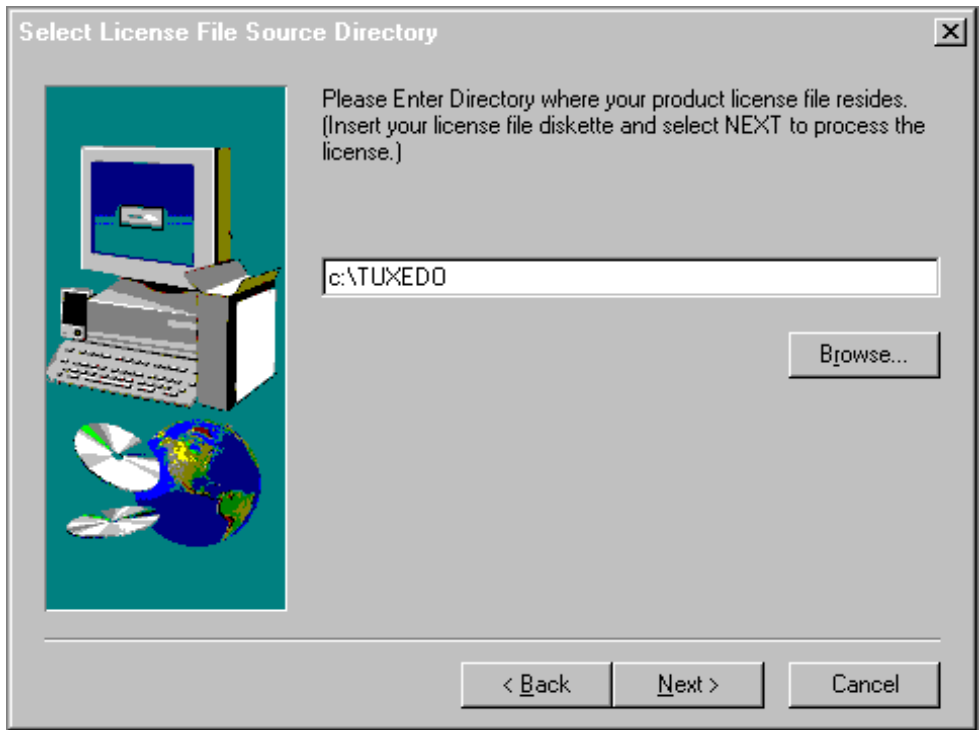 Select License File Source Directory
Please Enter Directory where your product license file resides.
(Insert your license file diskette and select NEXT to process the
license.)
c:\TUXEDO
Browse...
< Back
Next >
Cancel